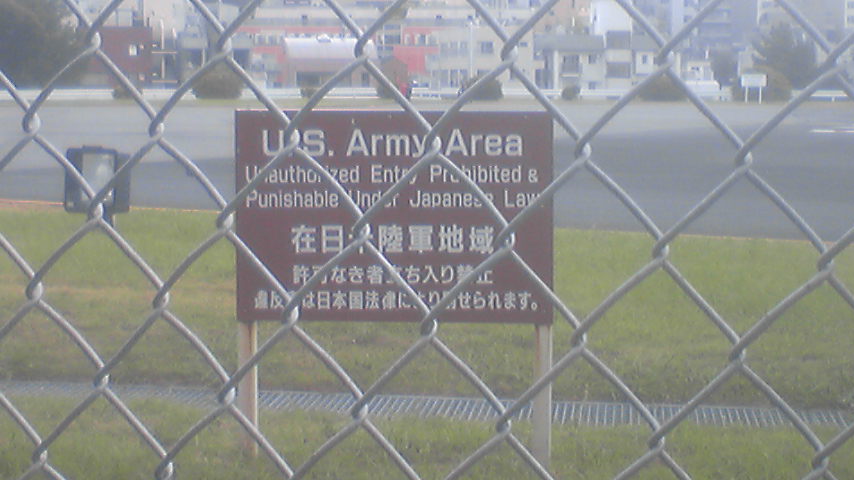 U.S. Army Area
Unauthorized Entry Prohibited &
Punishable Under Japanese Law
在日米陸軍地域
許可なき者立ち入り禁止
違反者は日本国法律により罰せられます。